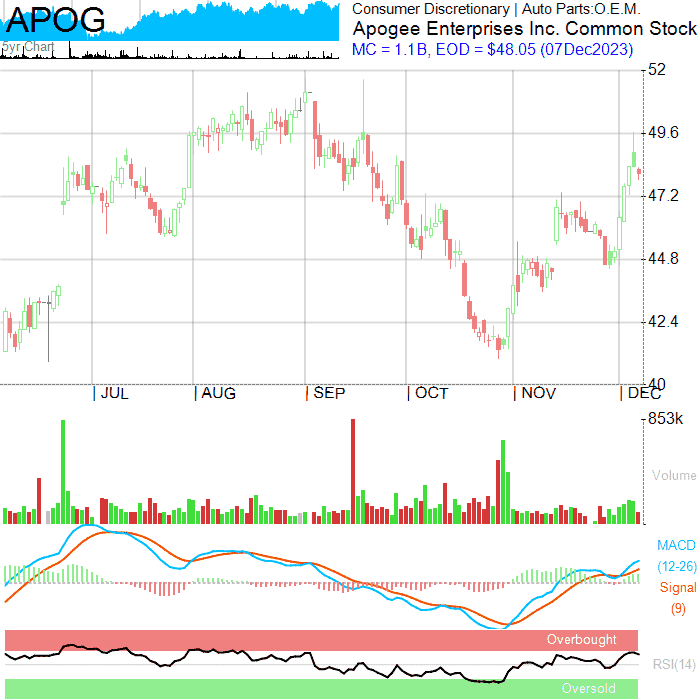 APOG
5yr Chart
Consumer Discretionary | Auto Parts:O.E.M.
Apogee Enterprises Inc. Common Stock
MC = 1.1B, EOD = $48.05 (07Dec2023)
52
49.6
47.2
44.8
42.4
40
JUL AUG SEP OCT NOV DEC
853k
Volume
MACD
(12-26)
Signal
(9)
Overbought
RSI(14)
Oversold